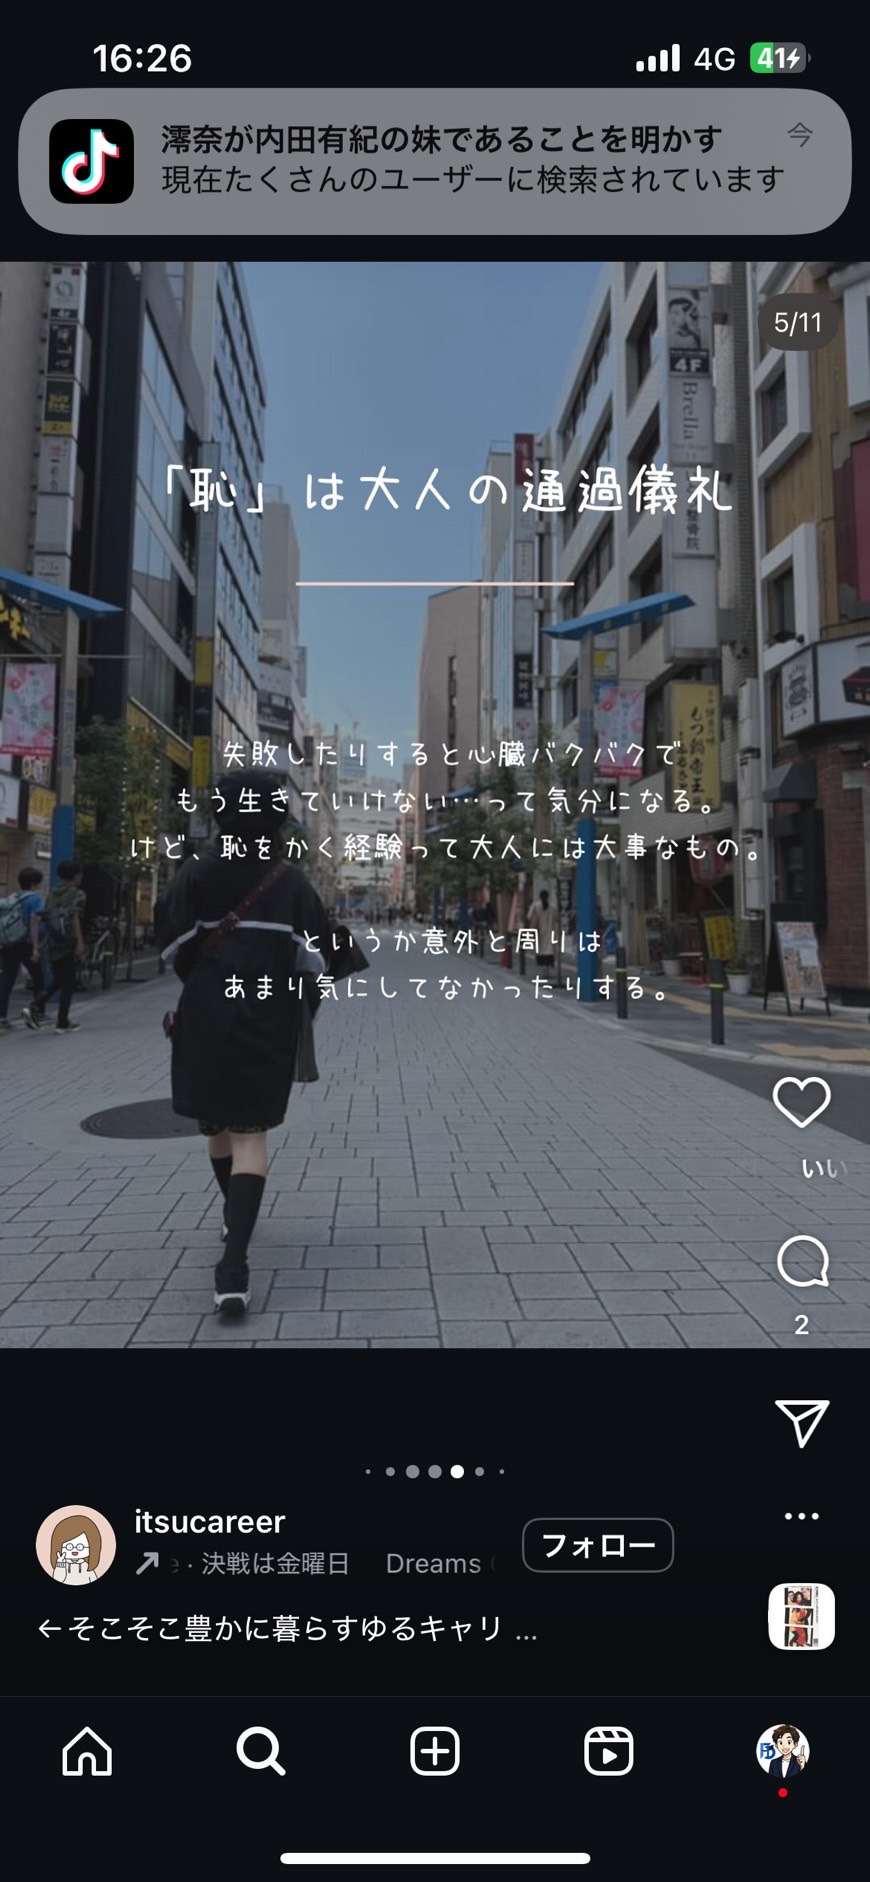 16:26
4G
41
澪奈が内田有紀の妹であることを明かす
今
現在たくさんのユーザーに検索されています
5/11
4F
Brella
整骨院
「恥」は大人の通過儀礼
もつ鍋
失敗したりすると心臓バクバクで
もう生きていけない…って気分になる。
けど、恥をかく経験って大人には大事なもの。
というか意外と周りは
あまり気にしてなかったりする。
いい
2
itsucareer
フォロー
· 決戦は金曜日 Dreams
←そこそこ豊かに暮らすゆるキャリ ...